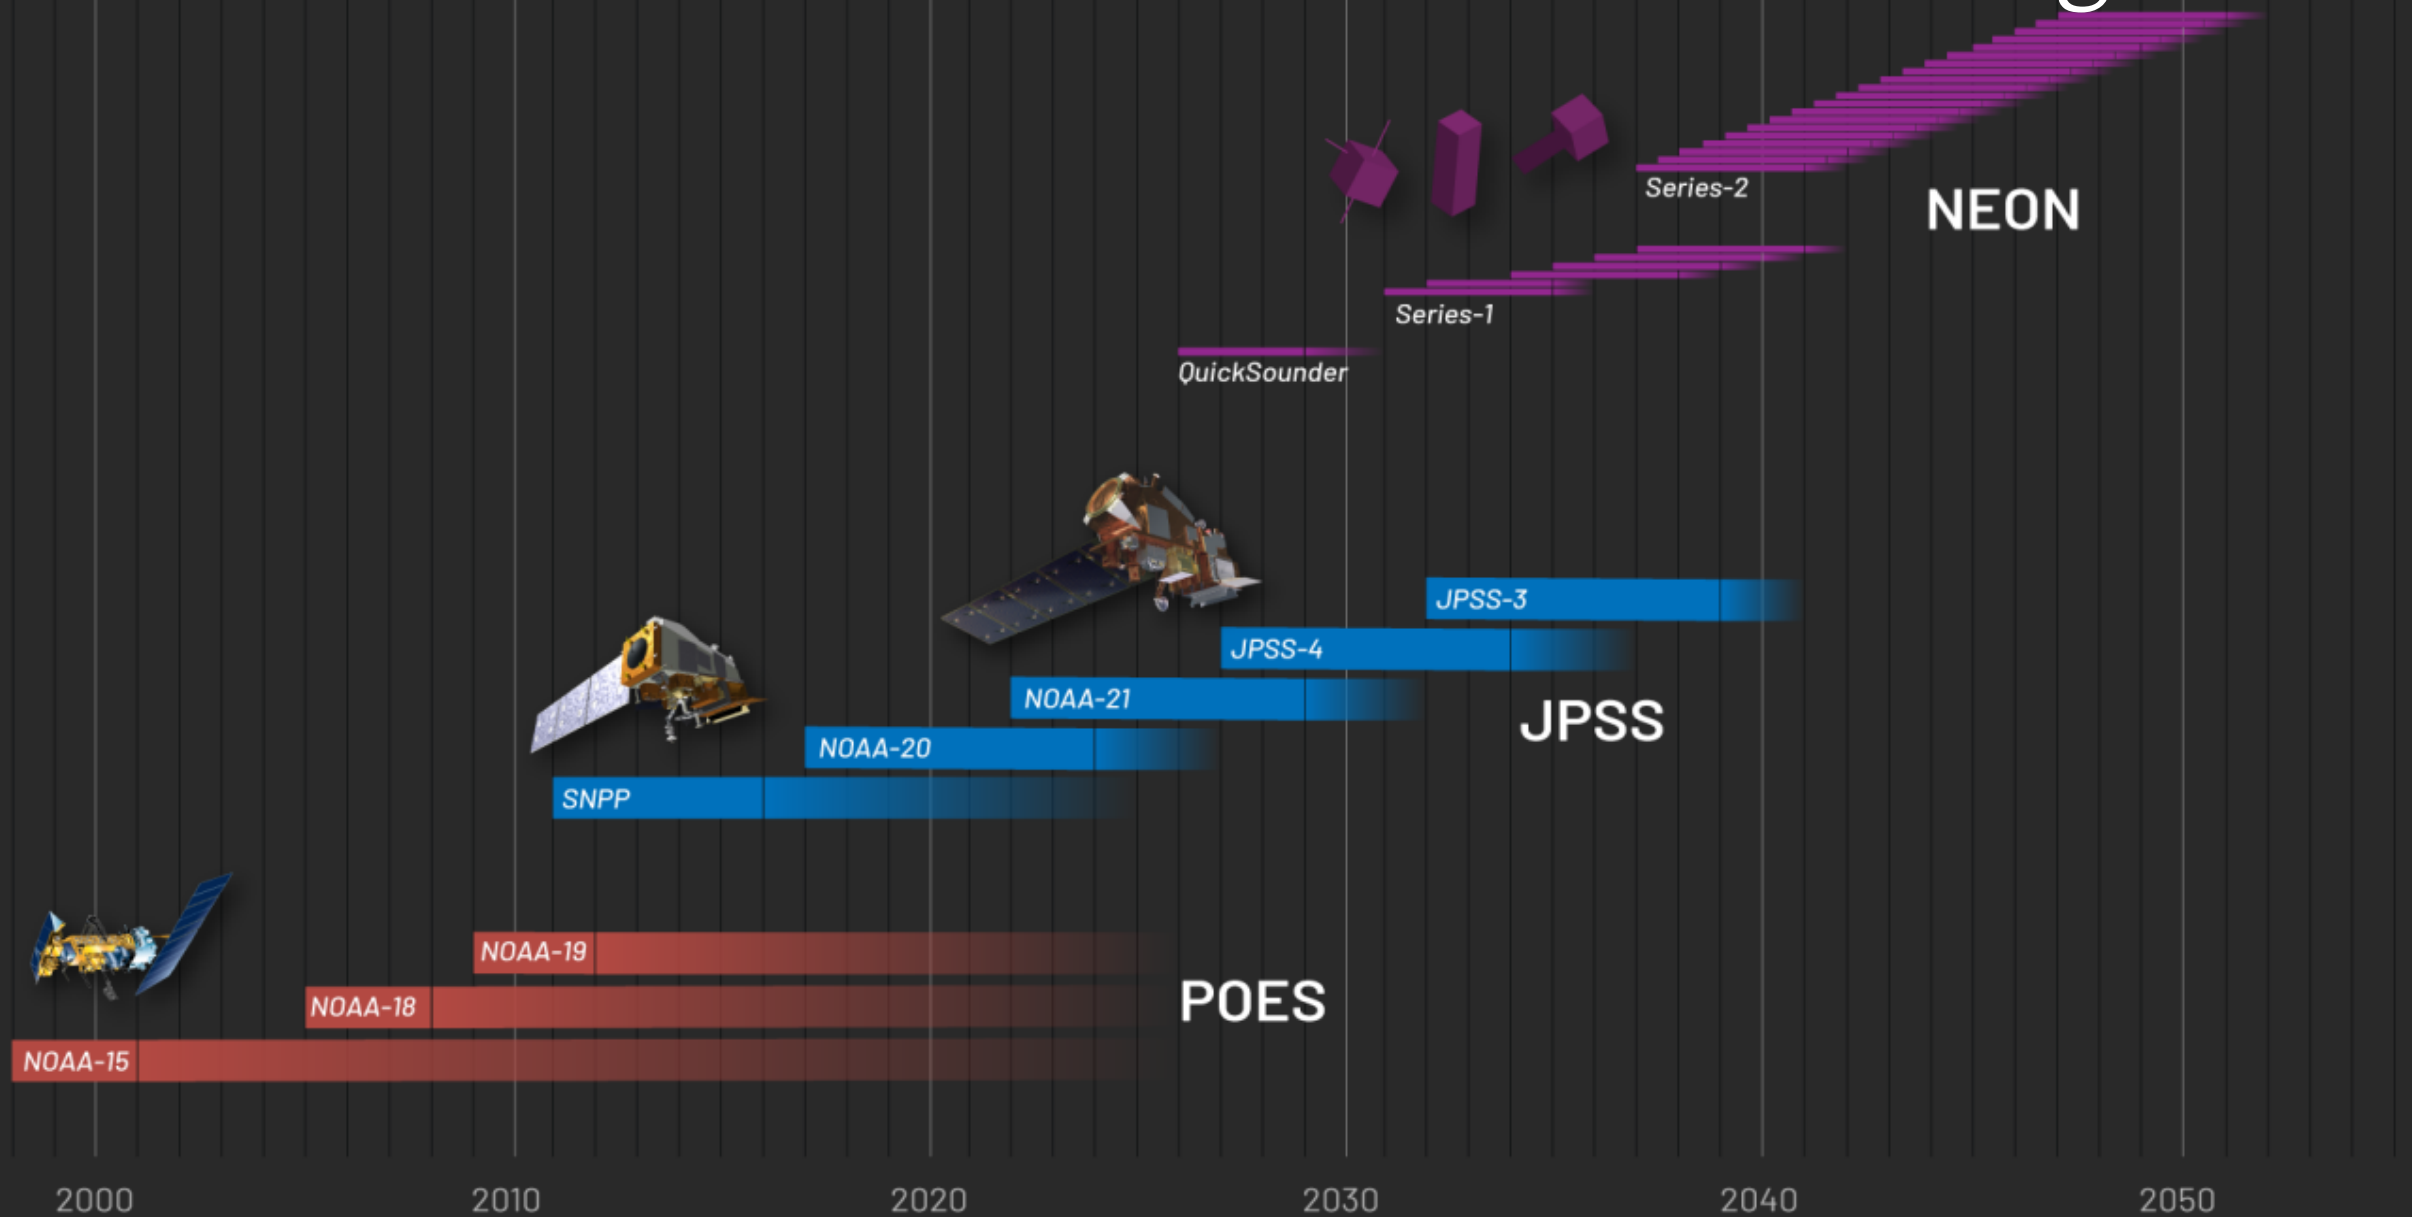 g
Series-2
NEON
Series-1
QuickSounder
JPSS-3
JPSS-4
NOAA-21
JPSS
NOAA-20
SNPP
NOAA-19
POES
NOAA-18
NOAA-15
2000 2010 2020 2030 2040 2050